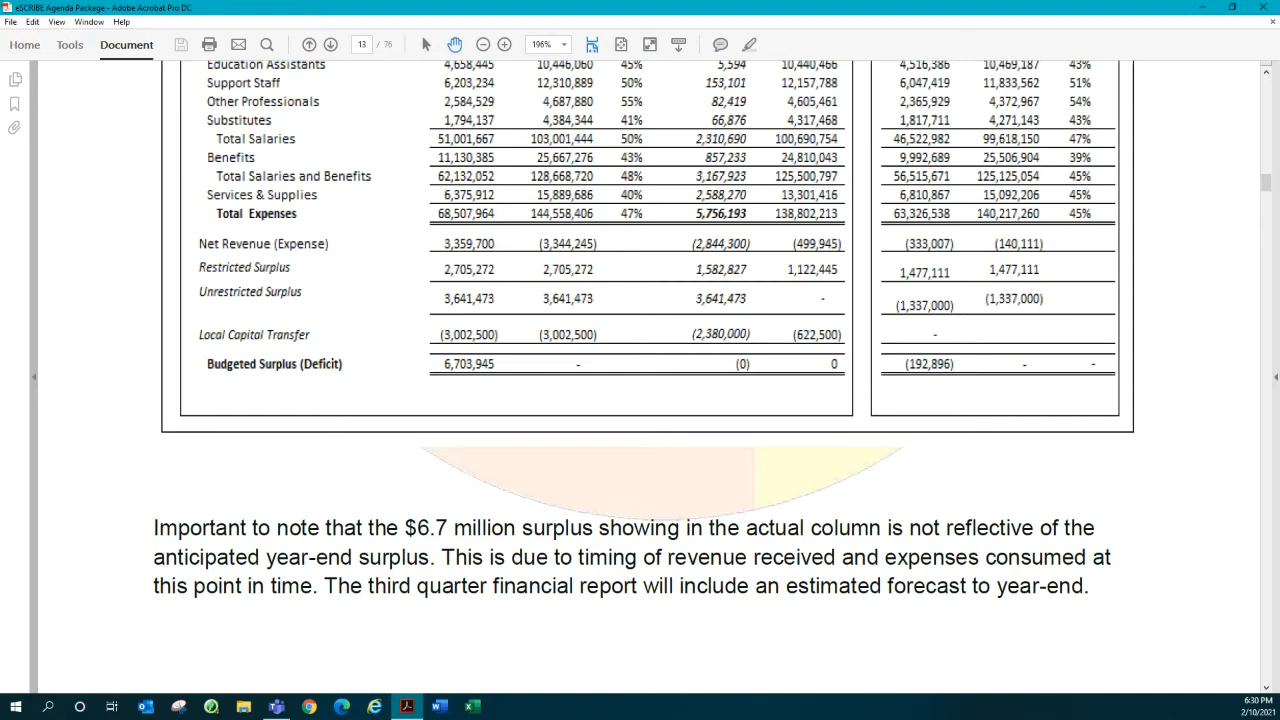 eSCRIBE Agenda Package - Adobe Acrobat Pro DC
File Edit View Window Help
Home Tools Document 13 / 76 196%
Education Assistants 4,658,445 10,446,060 45% 5,594 10,440,466 4,516,386 10,469,187 43%
Support Staff 6,203,234 12,310,889 50% 153,101 12,157,788 6,047,419 11,833,562 51%
Other Professionals 2,584,529 4,687,880 55% 82,419 4,605,461 2,365,929 4,372,967 54%
Substitutes 1,794,137 4,384,344 41% 66,876 4,317,468 1,817,711 4,271,143 43%
Total Salaries 51,001,667 103,001,444 50% 2,310,690 100,690,754 46,522,982 99,618,150 47%
Benefits 11,130,385 25,667,276 43% 857,233 24,810,043 9,992,689 25,506,904 39%
Total Salaries and Benefits 62,132,052 128,668,720 48% 3,167,923 125,500,797 56,515,671 125,125,054 45%
Services & Supplies 6,375,912 15,889,686 40% 2,588,270 13,301,416 6,810,867 15,092,206 45%
Total Expenses 68,507,964 144,558,406 47% 5,756,193 138,802,213 63,326,538 140,217,260 45%
Net Revenue (Expense) 3,359,700 (3,344,245) (2,844,300) (499,945) (333,007) (140,111)
Restricted Surplus 2,705,272 2,705,272 1,582,827 1,122,445 1,477,111 1,477,111
Unrestricted Surplus 3,641,473 3,641,473 3,641,473 - (1,337,000) (1,337,000)
Local Capital Transfer (3,002,500) (3,002,500) (2,380,000) (622,500) -
Budgeted Surplus (Deficit) 6,703,945 - (0) 0 (192,896) - -
Important to note that the $6.7 million surplus showing in the actual column is not reflective of the
anticipated year-end surplus. This is due to timing of revenue received and expenses consumed at
this point in time. The third quarter financial report will include an estimated forecast to year-end.
6:30 PM
2/10/2021